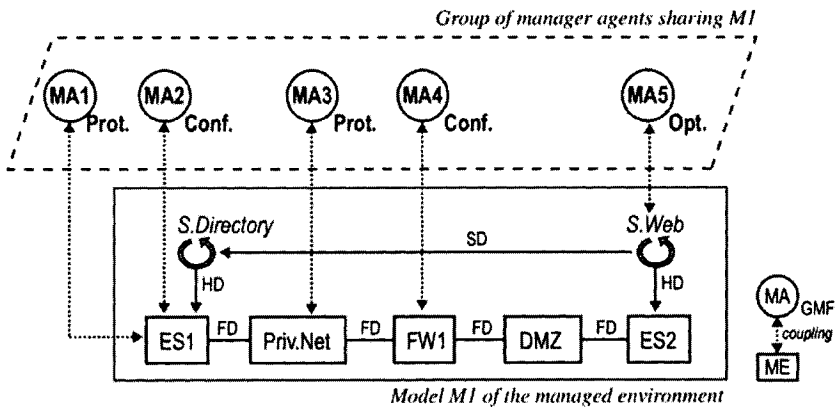 Group of manager agents sharing M1
MA1 MA2 MA3 MA4 MA5
Prot. Conf. Prot. Conf. Opt.
S.Directory S.Web
SD
HD HD
MA GMF
coupling
ES1 FD Priv.Net FD FW1 FD DMZ FD ES2
ME
Model M1 of the managed environment